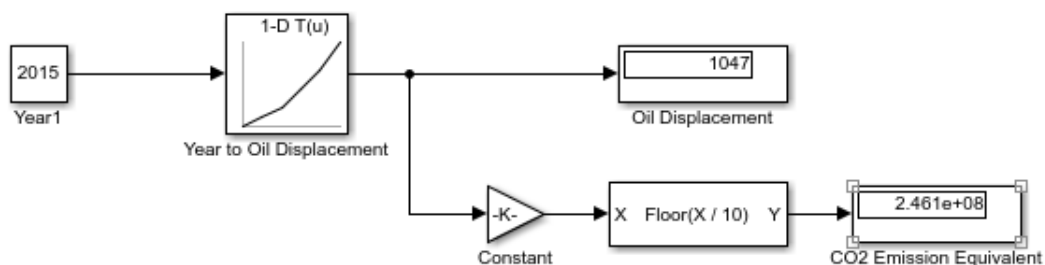 1-D T(u)
2015
1047
Year1
Oil Displacement
Year to Oil Displacement
-K-
X Floor(X / 10) Y
2.461e+08
Constant
CO2 Emission Equivalent